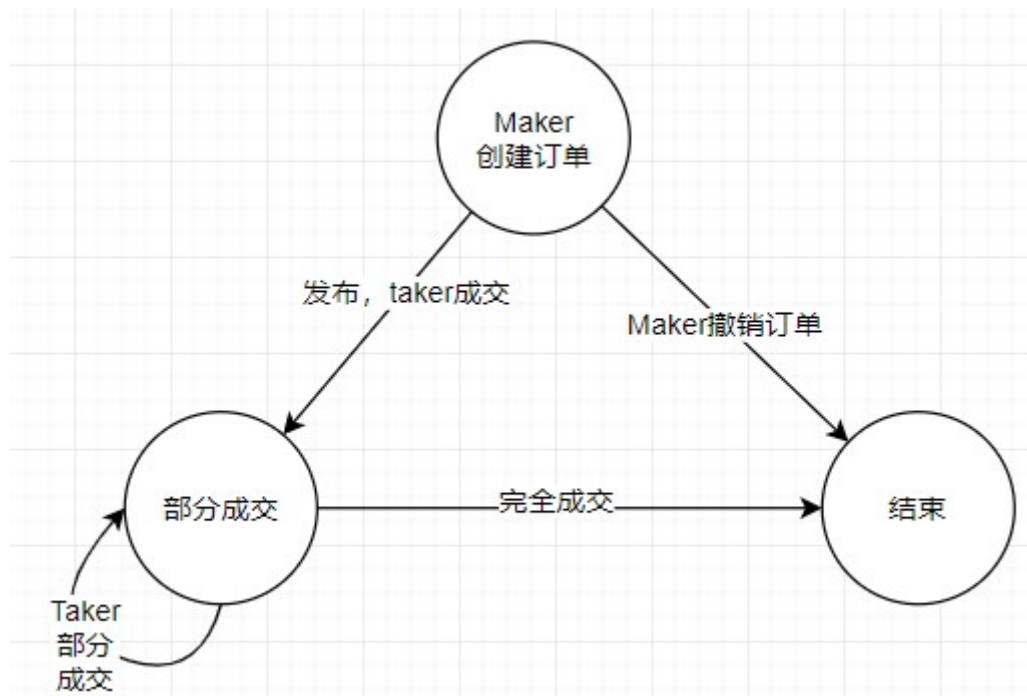 Maker
创建订单
发布，taker成交
Maker撤销订单
部分成交
完全成交
结束
Taker
部分
成交